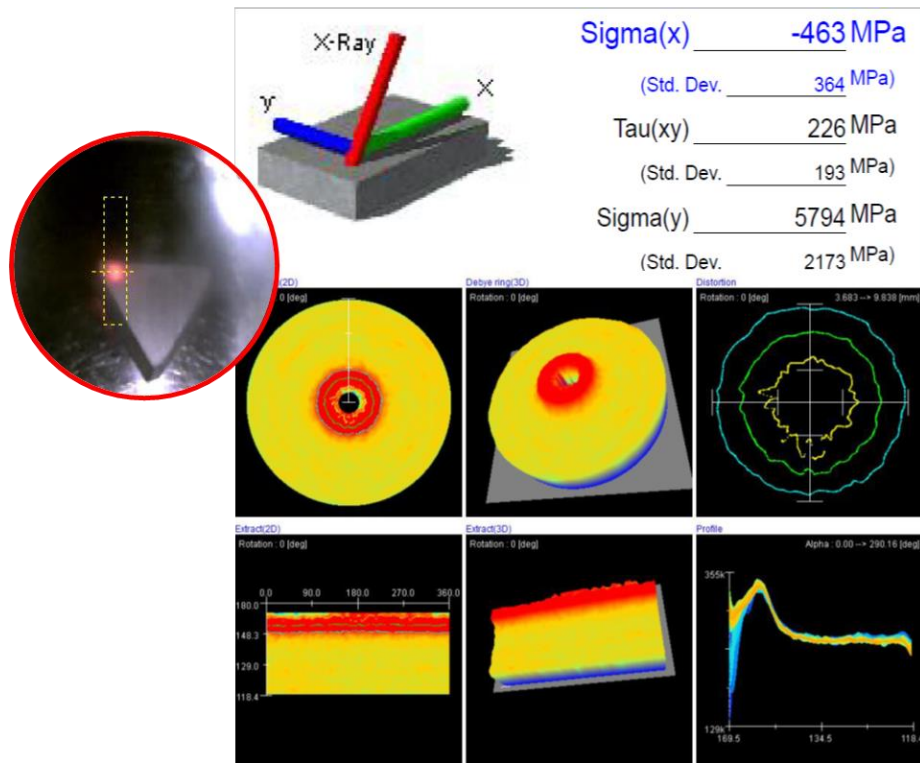 X-Ray
y
X
Sigma(x) -463 MPa
(Std. Dev. 364 MPa)
Tau(xy) 226 MPa
(Std. Dev. 193 MPa)
Sigma(y) 5794 MPa
(Std. Dev. 2173 MPa)
(2D)
0 [deg]
Debye ring(3D)
Rotation : 0 [deg]
Distortion
Rotation : 0 [deg] 3.683 --> 9.838 [mm]
Extract(2D)
Rotation : 0 [deg]
0.0 90.0 180.0 270.0 360.0
180.0
148.3
129.0
118.4
Extract(3D)
Rotation : 0 [deg]
Profile
Alpha : 0.00 --> 290.16 [deg]
355k
129k
169.5 134.5 118.4